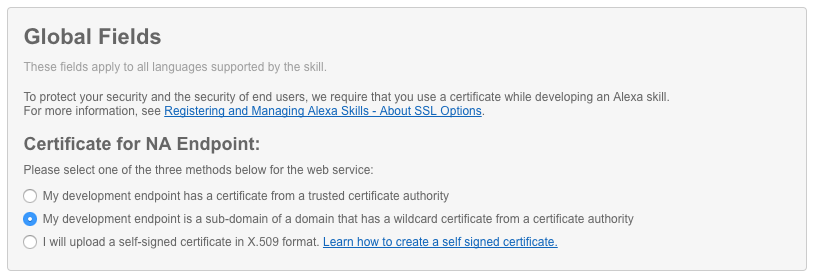 Global Fields
These fields apply to all languages supported by the skill.
To protect your security and the security of end users, we require that you use a certificate while developing an Alexa skill.
For more information, see Registering and Managing Alexa Skills - About SSL Options.
Certificate for NA Endpoint:
Please select one of the three methods below for the web service:
My development endpoint has a certificate from a trusted certificate authority
My development endpoint is a sub-domain of a domain that has a wildcard certificate from a certificate authority
I will upload a self-signed certificate in X.509 format. Learn how to create a self signed certificate.